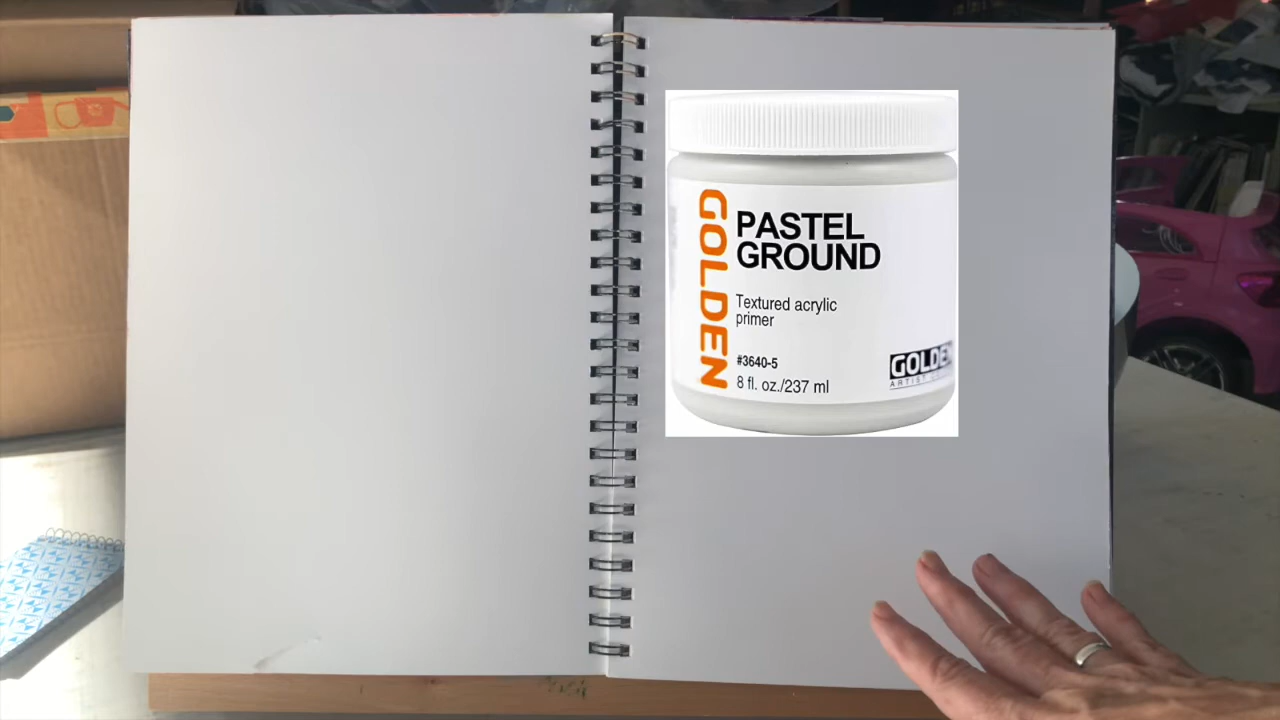 GOLDEN
PASTEL
GROUND
Textured acrylic
primer
#3640-5
8 fl. oz./237 ml
GOLDEN